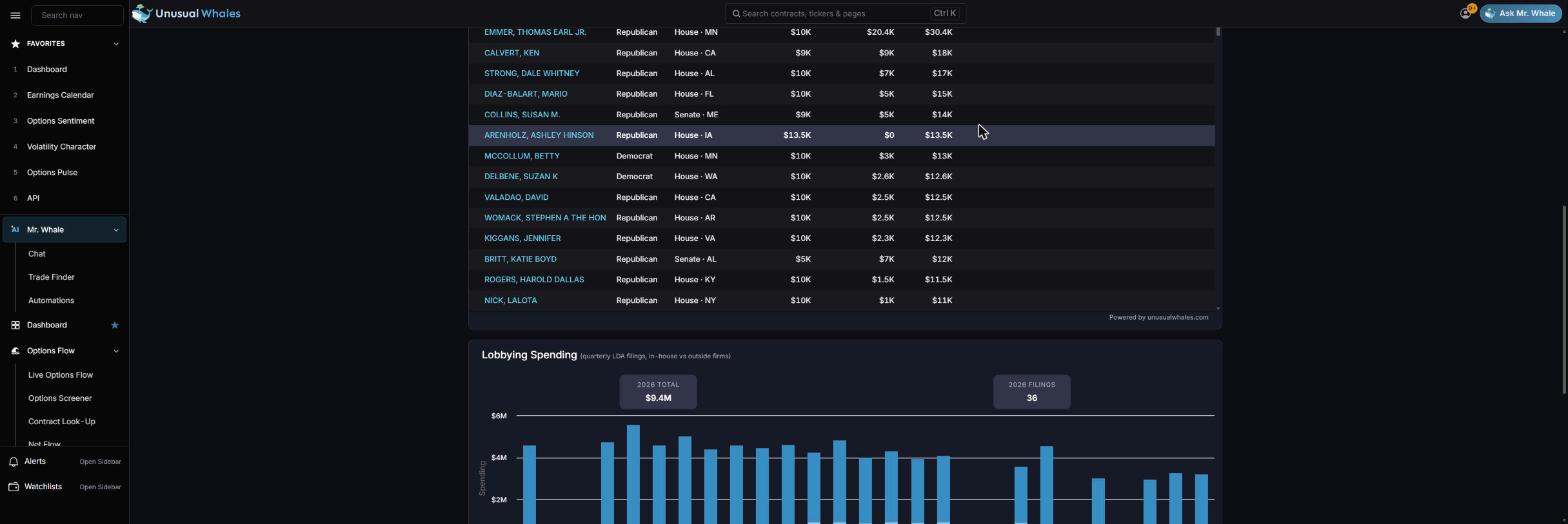 Search nav
Unusual Whales
Search contracts, tickers & pages
Ctrl K
9+
Ask Mr. Whale
FAVORITES
1 Dashboard
2 Earnings Calendar
3 Options Sentiment
4 Volatility Character
5 Options Pulse
6 API
AI Mr. Whale
Chat
Trade Finder
Automations
Dashboard
Options Flow
Live Options Flow
Options Screener
Contract Look-Up
Net Flow
Alerts Open Sidebar
Watchlists Open Sidebar
EMMER, THOMAS EARL JR. Republican House · MN $10K $20.4K $30.4K
CALVERT, KEN Republican House · CA $9K $9K $18K
STRONG, DALE WHITNEY Republican House · AL $10K $7K $17K
DIAZ-BALART, MARIO Republican House · FL $10K $5K $15K
COLLINS, SUSAN M. Republican Senate · ME $9K $5K $14K
ARENHOLZ, ASHLEY HINSON Republican House · IA $13.5K $0 $13.5K
MCCOLLUM, BETTY Democrat House · MN $10K $3K $13K
DELBENE, SUZAN K Democrat House · WA $10K $2.6K $12.6K
VALADAO, DAVID Republican House · CA $10K $2.5K $12.5K
WOMACK, STEPHEN A THE HON Republican House · AR $10K $2.5K $12.5K
KIGGANS, JENNIFER Republican House · VA $10K $2.3K $12.3K
BRITT, KATIE BOYD Republican Senate · AL $5K $7K $12K
ROGERS, HAROLD DALLAS Republican House · KY $10K $1.5K $11.5K
NICK, LALOTA Republican House · NY $10K $1K $11K
Powered by unusualwhales.com
Lobbying Spending (quarterly LDA filings, in-house vs outside firms)
2026 TOTAL
$9.4M
2026 FILINGS
36
$6M
$4M
$2M
Spending